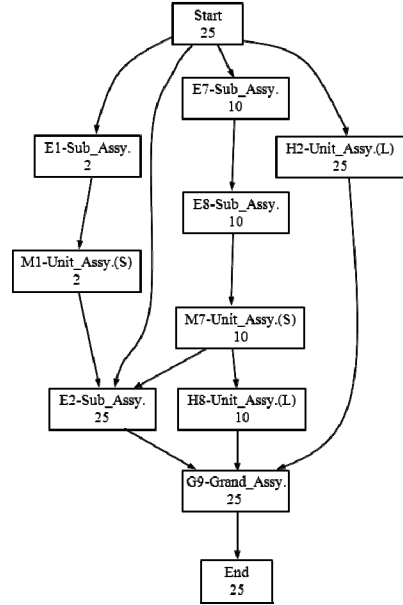 Start
25
E7-Sub_Assy.
10
E1-Sub_Assy.
2
H2-Unit_Assy.(L)
25
E8-Sub_Assy.
10
M1-Unit_Assy.(S)
2
M7-Unit_Assy.(S)
10
E2-Sub_Assy.
25
H8-Unit_Assy.(L)
10
G9-Grand_Assy.
25
End
25